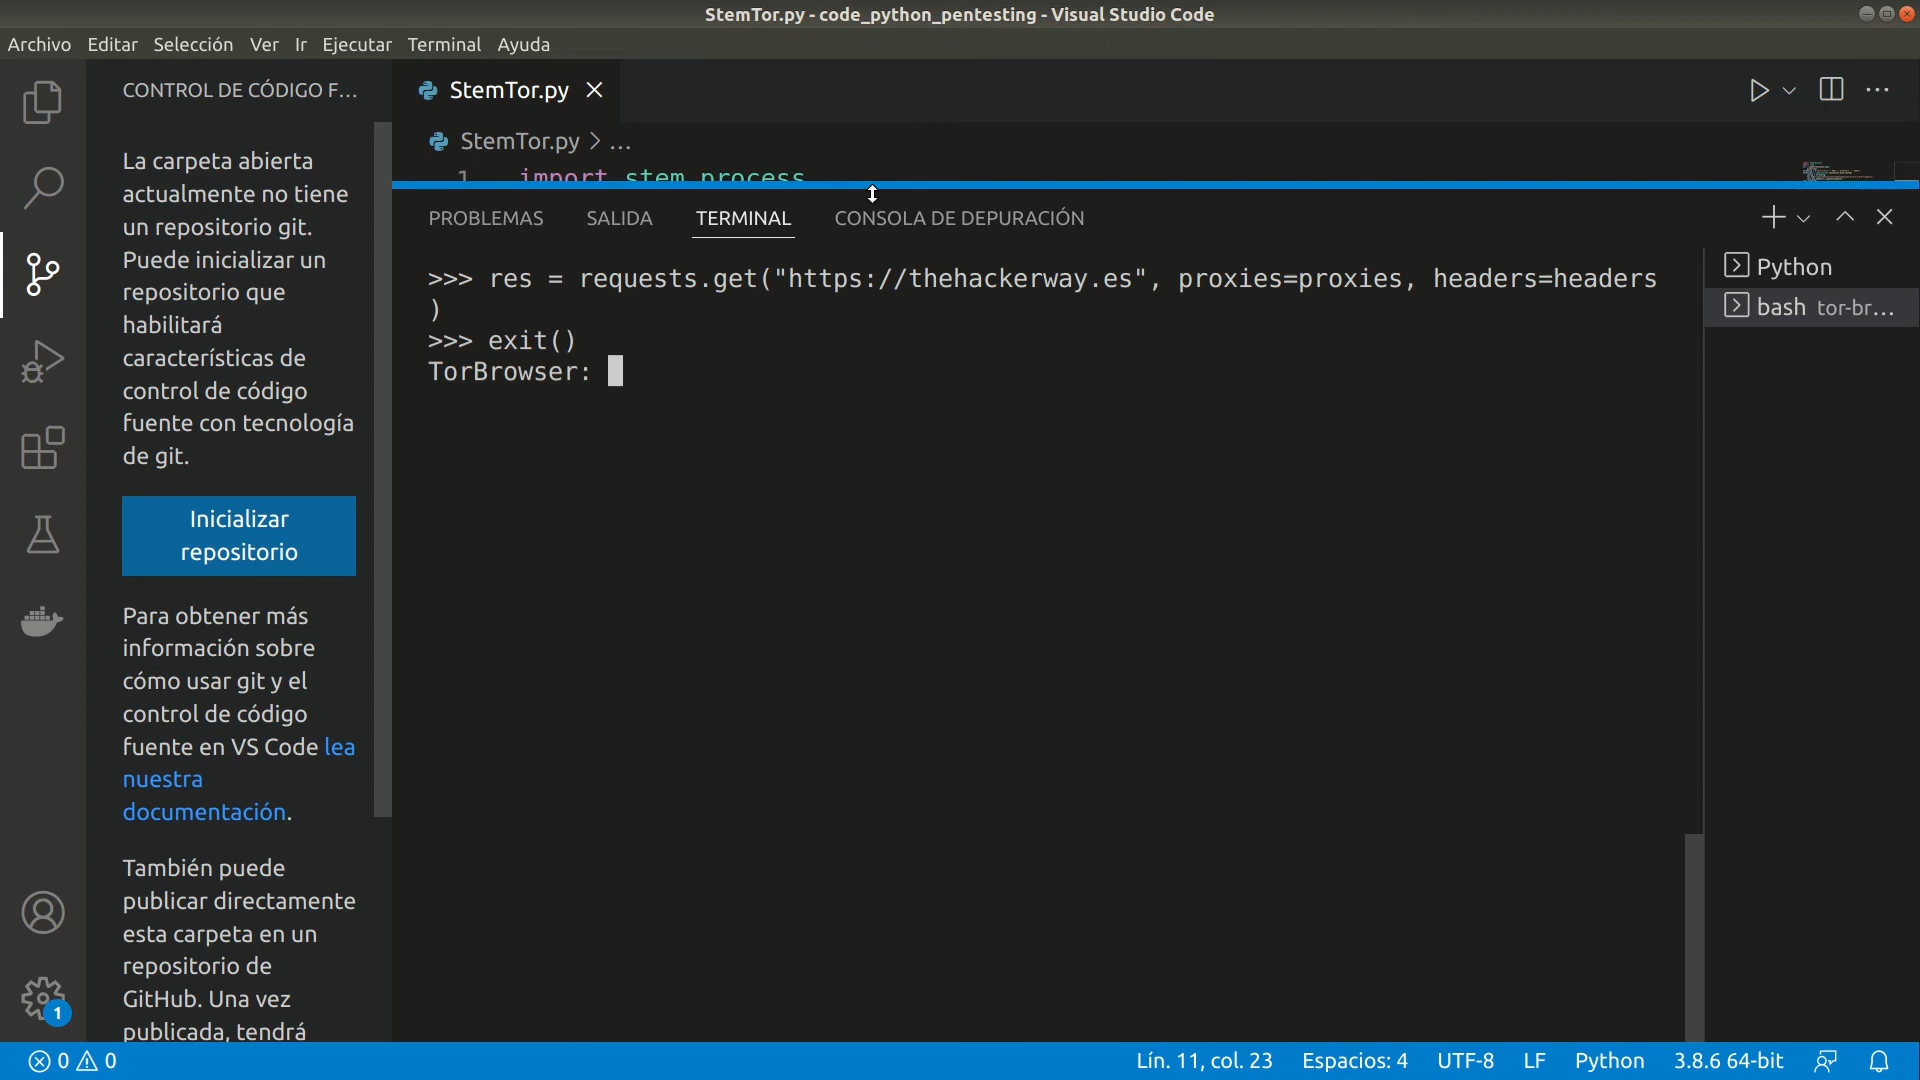 StemTor.py - code_python_pentesting - Visual Studio Code
Archivo Editar Selección Ver Ir Ejecutar Terminal Ayuda
CONTROL DE CÓDIGO F...
La carpeta abierta
actualmente no tiene
un repositorio git.
Puede inicializar un
repositorio que
habilitará
características de
control de código
fuente con tecnología
de git.
Inicializar
repositorio
Para obtener más
información sobre
cómo usar git y el
control de código
fuente en VS Code lea
nuestra
documentación.
También puede
publicar directamente
esta carpeta en un
repositorio de
GitHub. Una vez
publicada, tendrá
1
StemTor.py
StemTor.py > ...
1 import stem.process
PROBLEMAS SALIDA TERMINAL CONSOLA DE DEPURACIÓN
>>> res = requests.get("https://thehackerway.es", proxies=proxies, headers=headers
)
>>> exit()
TorBrowser:
Python
bash tor-br...
0 0 Lín. 11, col. 23 Espacios: 4 UTF-8 LF Python 3.8.6 64-bit